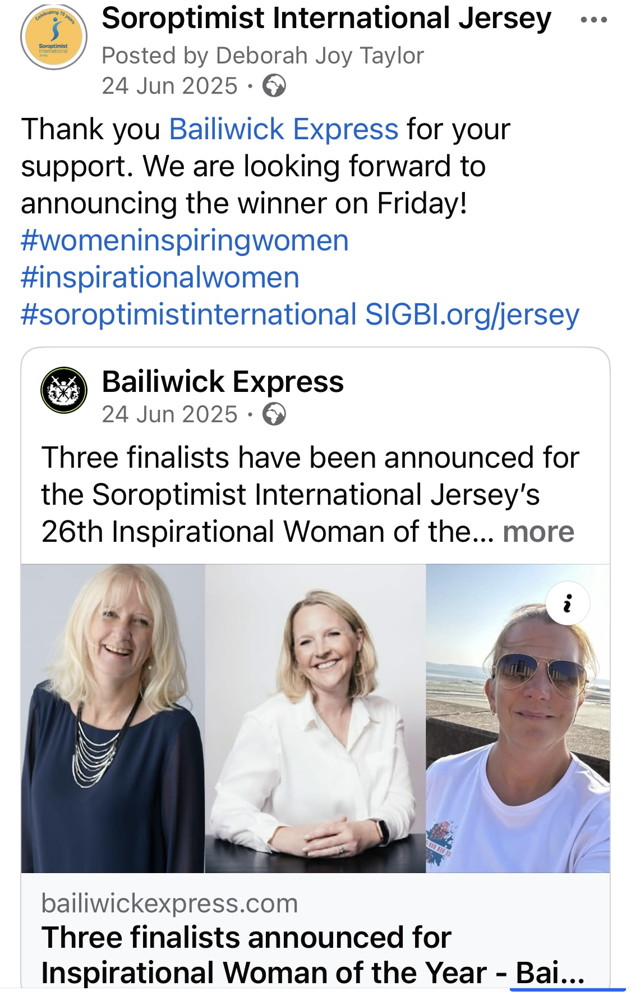 Celebrating 75 years
Soroptimist
International
Jersey
Soroptimist International Jersey
Posted by Deborah Joy Taylor
24 Jun 2025 ·
Thank you Bailiwick Express for your
support. We are looking forward to
announcing the winner on Friday!
#womeninspiringwomen
#inspirationalwomen
#soroptimistinternational SIGBI.org/jersey
Bailiwick Express
24 Jun 2025 ·
Three finalists have been announced for
the Soroptimist International Jersey’s
26th Inspirational Woman of the... more
i
bailiwickexpress.com
Three finalists announced for
Inspirational Woman of the Year - Bai...